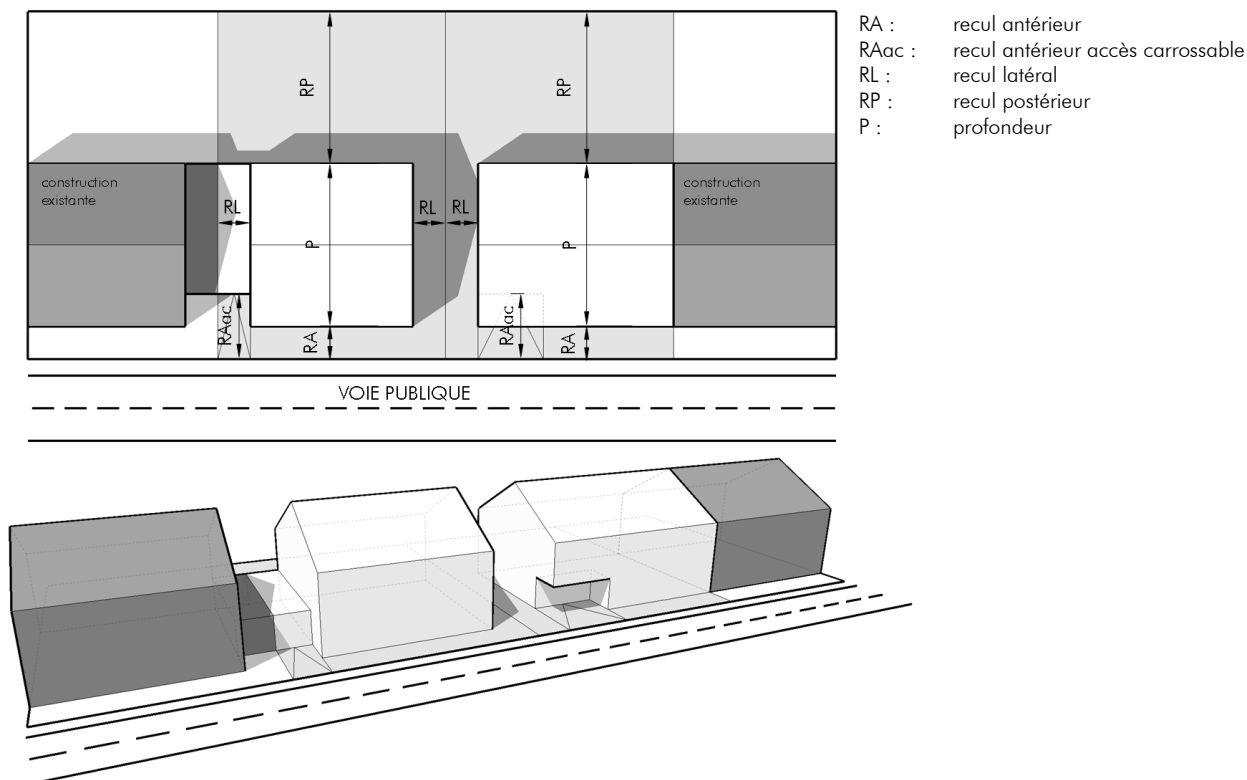 RA : recul antérieur
RAac : recul antérieur accès carrossable
RL : recul latéral
RP : recul postérieur
P : profondeur
RP
RP
construction
existante
construction
existante
RL
RL
RL
P
P
RAac
RA
RAac
RA
VOIE PUBLIQUE